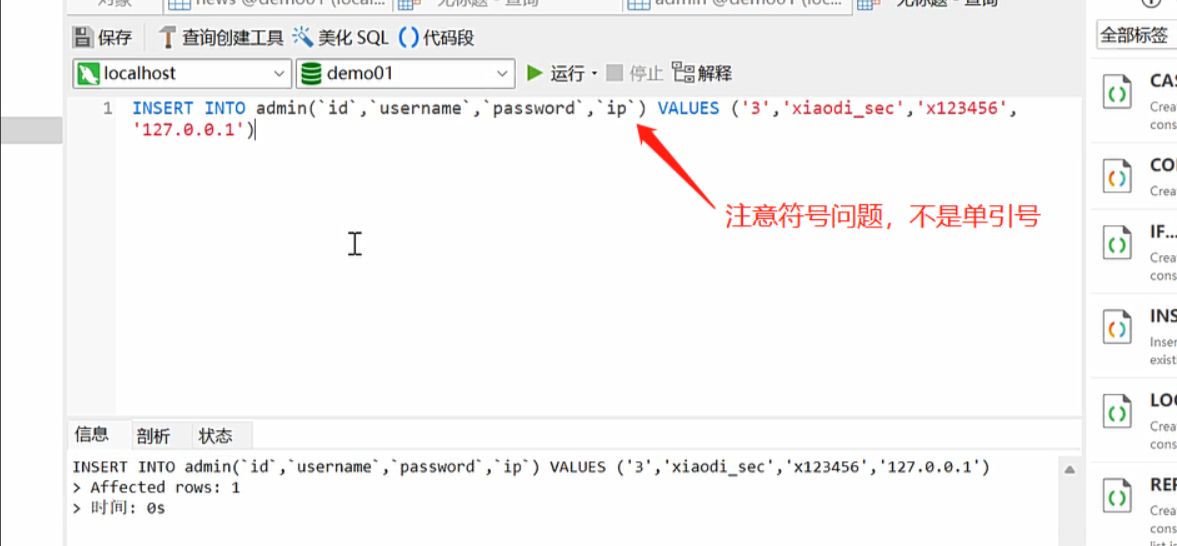 对象 news @demo01 (local... 无标题 - 查询 admin @demo01 (loc... 无标题 - 查询
保存 查询创建工具 美化 SQL () 代码段
localhost demo01 运行 · 停止 解释
1 INSERT INTO admin(`id`,`username`,`password`,`ip`) VALUES ('3','xiaodi_sec','x123456',
'127.0.0.1')
注意符号问题，不是单引号
信息 剖析 状态
INSERT INTO admin(`id`,`username`,`password`,`ip`) VALUES ('3','xiaodi_sec','x123456','127.0.0.1')
> Affected rows: 1
> 时间: 0s
全部标签
CAS
Crea
cons
CO
Crea
IF...
Crea
cons
INS
Inser
exist
LOO
Crea
cons
REP
Crea
cons